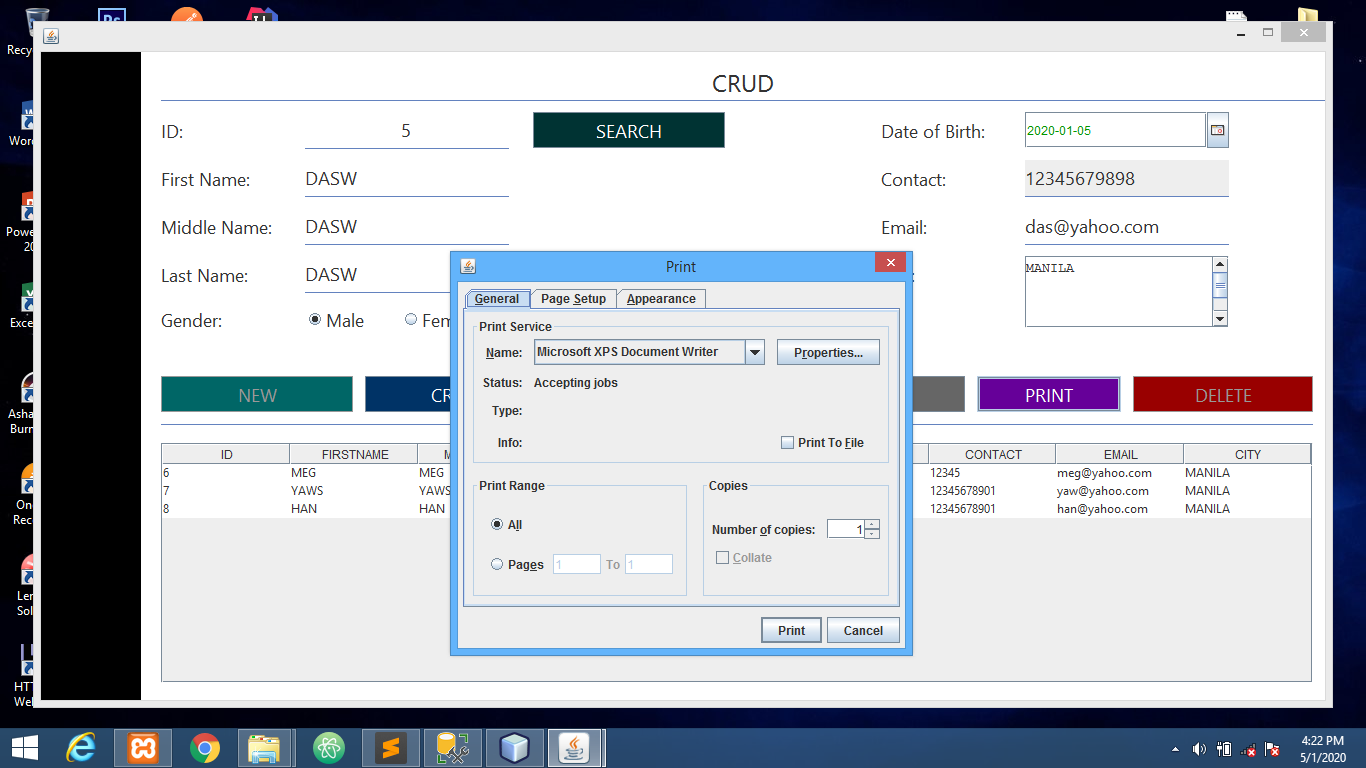 Recy
Word
Powe
20
Exce
Asha
Burn
On
Rece
Ler
Sol
HT
We
CRUD
ID: 5 SEARCH Date of Birth: 2020-01-05
First Name: DASW Contact: 12345679898
Middle Name: DASW Email: das@yahoo.com
Last Name: DASW MANILA
Gender: Male Fem
NEW CR PRINT DELETE
Print
General Page Setup Appearance
Print Service
Name: Microsoft XPS Document Writer Properties...
Status: Accepting jobs
Type:
Info: Print To File
Print Range
All
Pages 1 To 1
Copies
Number of copies: 1
Collate
Print Cancel
ID FIRSTNAME M CONTACT EMAIL CITY
6 MEG MEG 12345 meg@yahoo.com MANILA
7 YAWS YAWS 12345678901 yaw@yahoo.com MANILA
8 HAN HAN 12345678901 han@yahoo.com MANILA
4:22 PM
5/1/2020